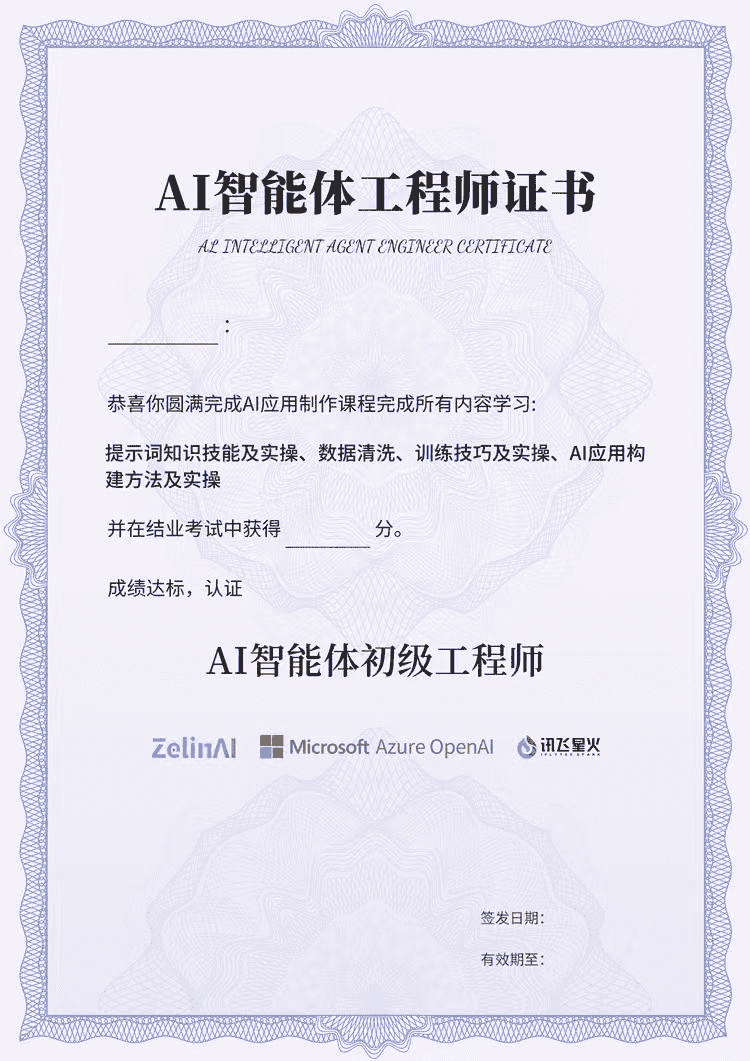 AI智能体工程师证书
AL INTELLIGENT AGENT ENGINEER CERTIFICATE
：
恭喜你圆满完成AI应用制作课程完成所有内容学习:
提示词知识技能及实操、数据清洗、训练技巧及实操、AI应用构
建方法及实操
并在结业考试中获得 分。
成绩达标，认证
AI智能体初级工程师
ZelinAI Microsoft Azure OpenAI 讯飞星火
IFLYTEK SPARK
签发日期：
有效期至：